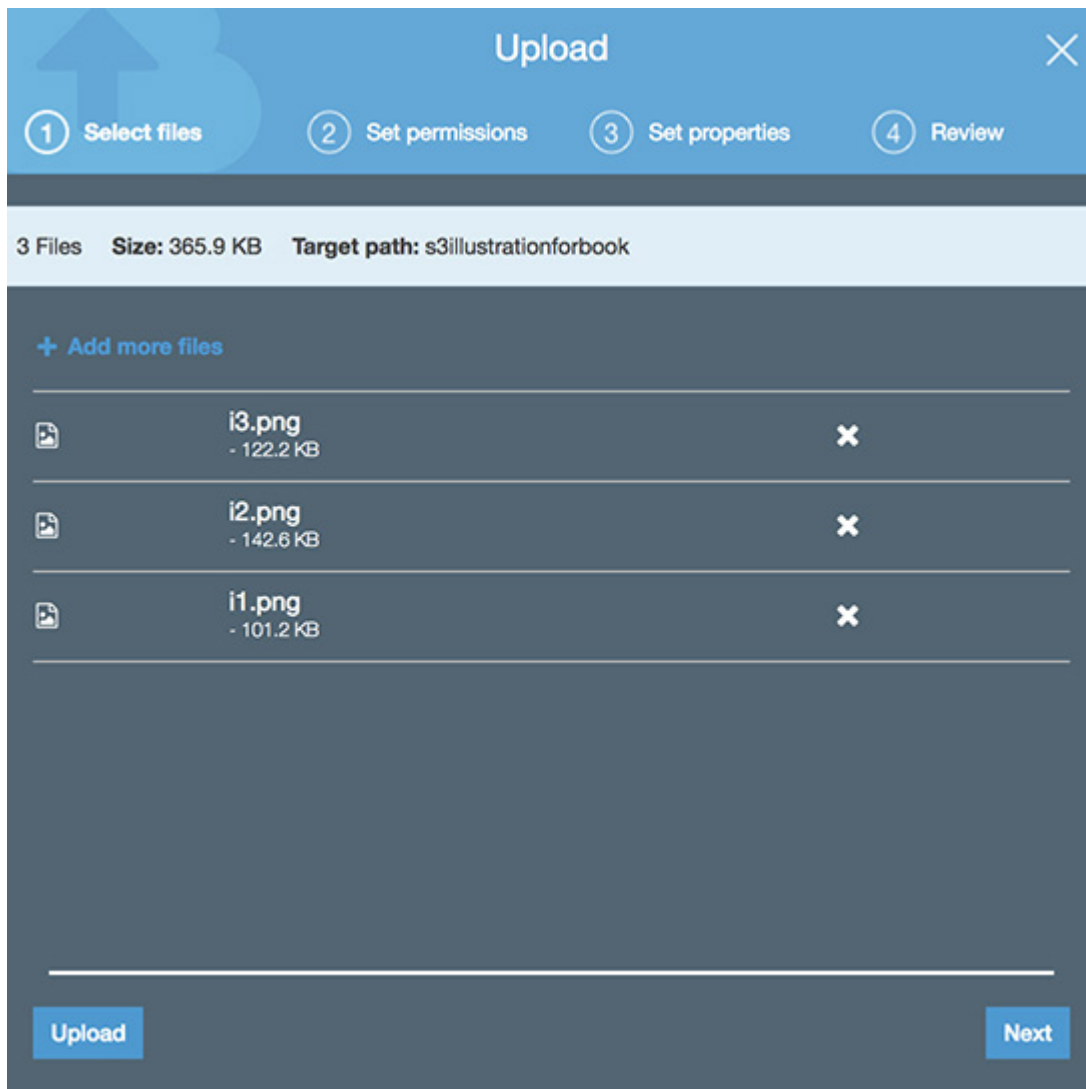 Upload
1 Select files 2 Set permissions 3 Set properties 4 Review
3 Files Size: 365.9 KB Target path: s3illustrationforbook
+ Add more files
i3.png
- 122.2 KB
i2.png
- 142.6 KB
i1.png
- 101.2 KB
Upload Next